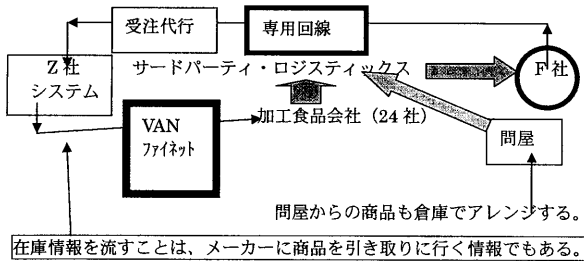 受注代行
専用回線
Z社
システム
サードパーティ・ロジスティックス
F社
VAN
ファイネット
加工食品会社（24社）
問屋
問屋からの商品も倉庫でアレンジする。
在庫情報を流すことは、メーカーに商品を引き取りに行く情報でもある。